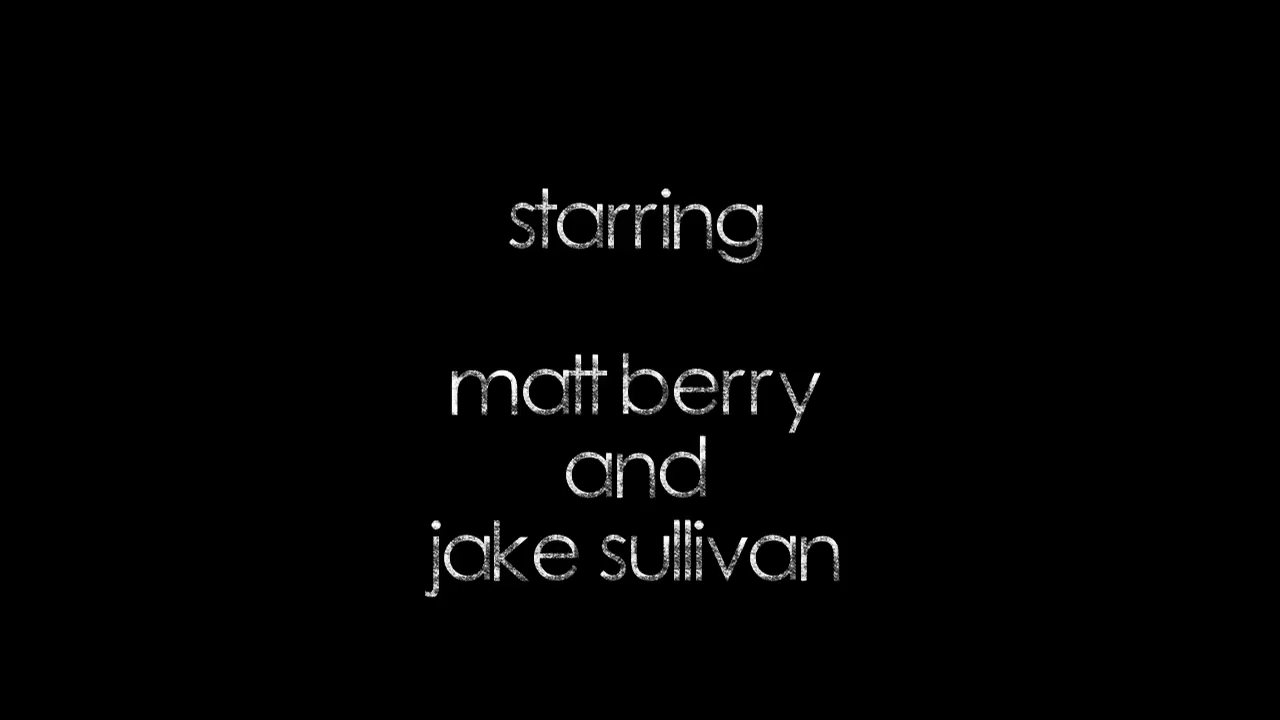 starring
matt berry
and
jake sullivan